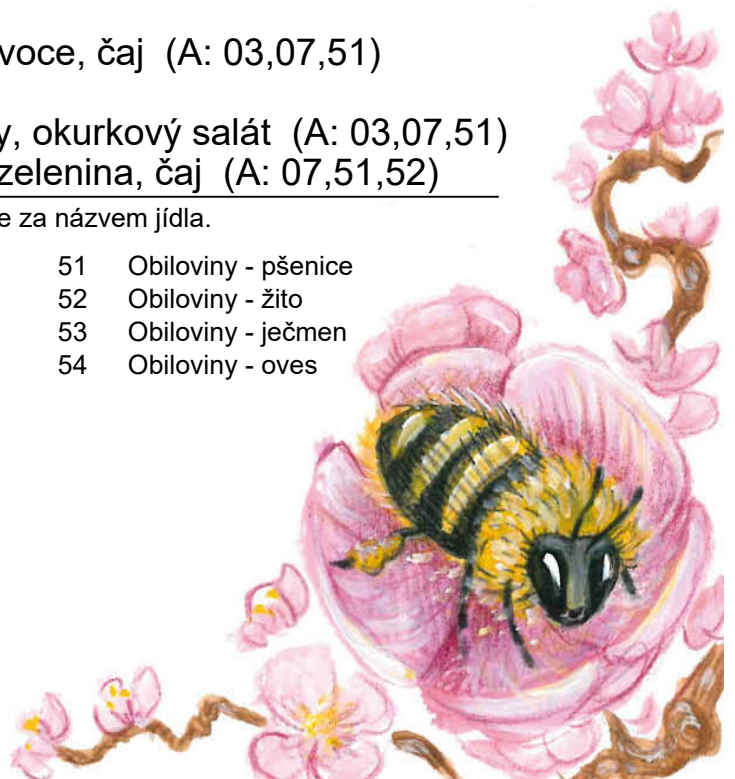 voce, čaj (A: 03,07,51)
y, okurkový salát (A: 03,07,51)
zelenina, čaj (A: 07,51,52)
e za názvem jídla.
51 Obiloviny - pšenice
52 Obiloviny - žito
53 Obiloviny - ječmen
54 Obiloviny - oves